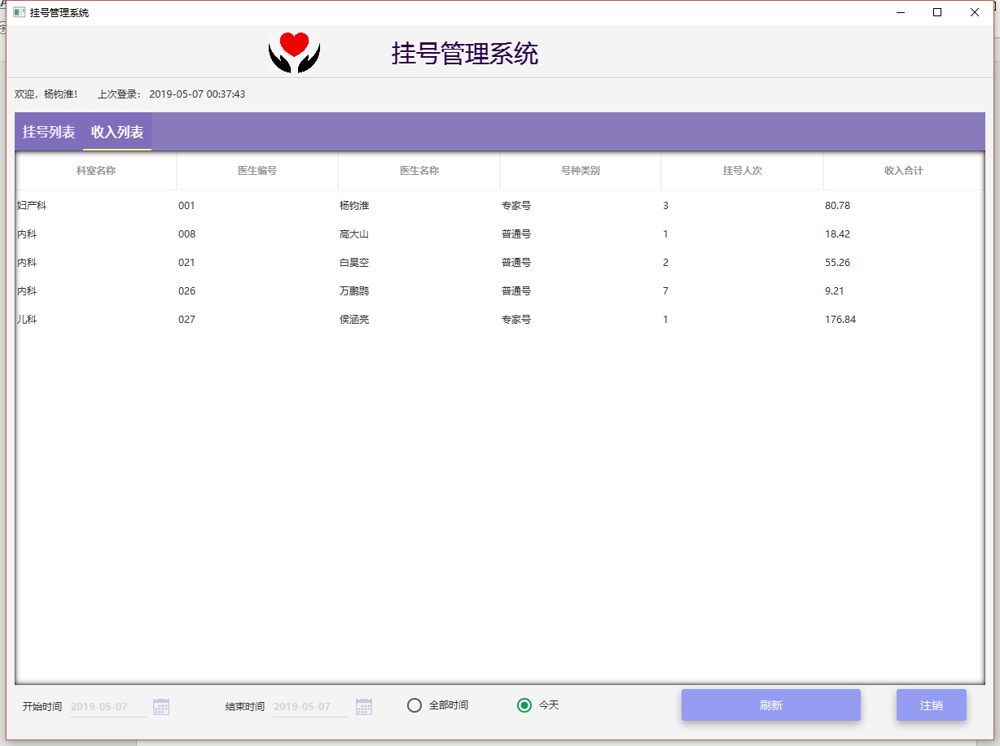 挂号管理系统
挂号管理系统
欢迎，杨钧淮! 上次登录： 2019-05-07 00:37:43
挂号列表 收入列表
科室名称 医生编号 医生名称 号种类别 挂号人次 收入合计
妇产科 001 杨钧淮 专家号 3 80.78
内科 008 高大山 普通号 1 18.42
内科 021 白昊空 普通号 2 55.26
内科 026 万鹏鹍 普通号 7 9.21
儿科 027 侯涵亮 专家号 1 176.84
开始时间 2019-05-07 结束时间 2019-05-07 全部时间 今天 刷新 注销